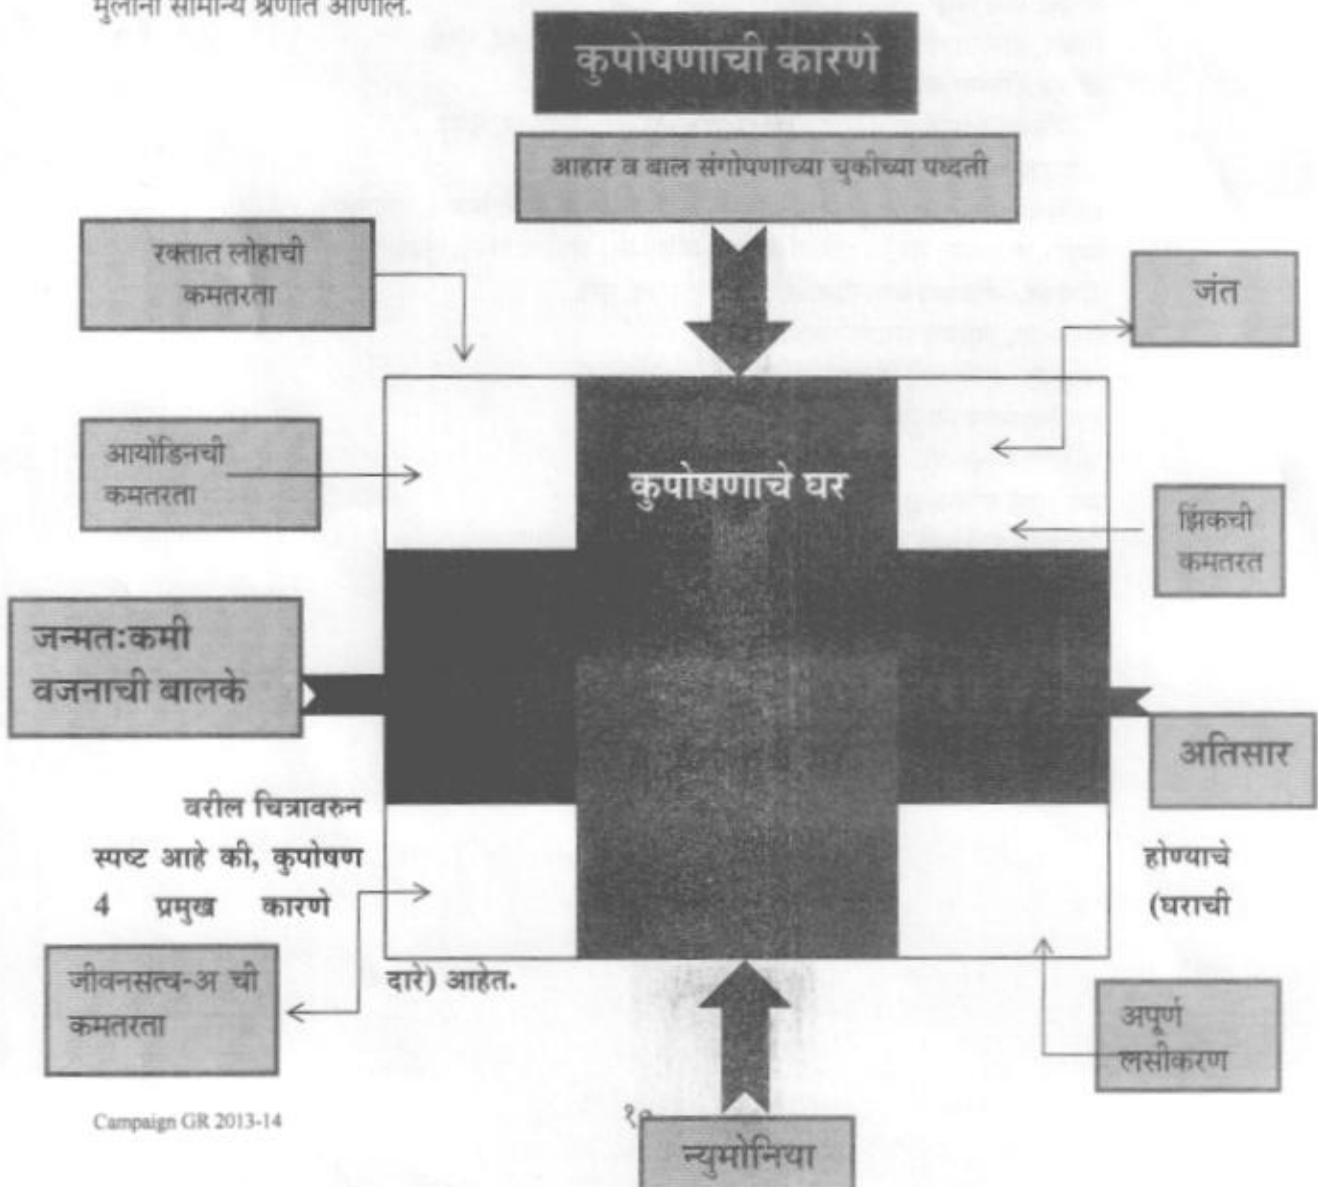 मुलांना सामान्य श्रेणीत आणील.
कुपोषणाची कारणे
आहार व बाल संगोपणाच्या चुकीच्या पध्दती
रक्तात लोहाची
कमतरता
जंत
आयोडिनची
कमतरता
कुपोषणाचे घर
झिंकची
कमतरत
जन्मतःकमी
वजनाची बालके
अतिसार
वरील चित्रावरुन
स्पष्ट आहे की, कुपोषण
होण्याचे
4 प्रमुख कारणे
(घराची
दारे) आहेत.
जीवनसत्व-अ ची
कमतरता
अपूर्ण
लसीकरण
Campaign GR 2013-14
न्युमोनिया